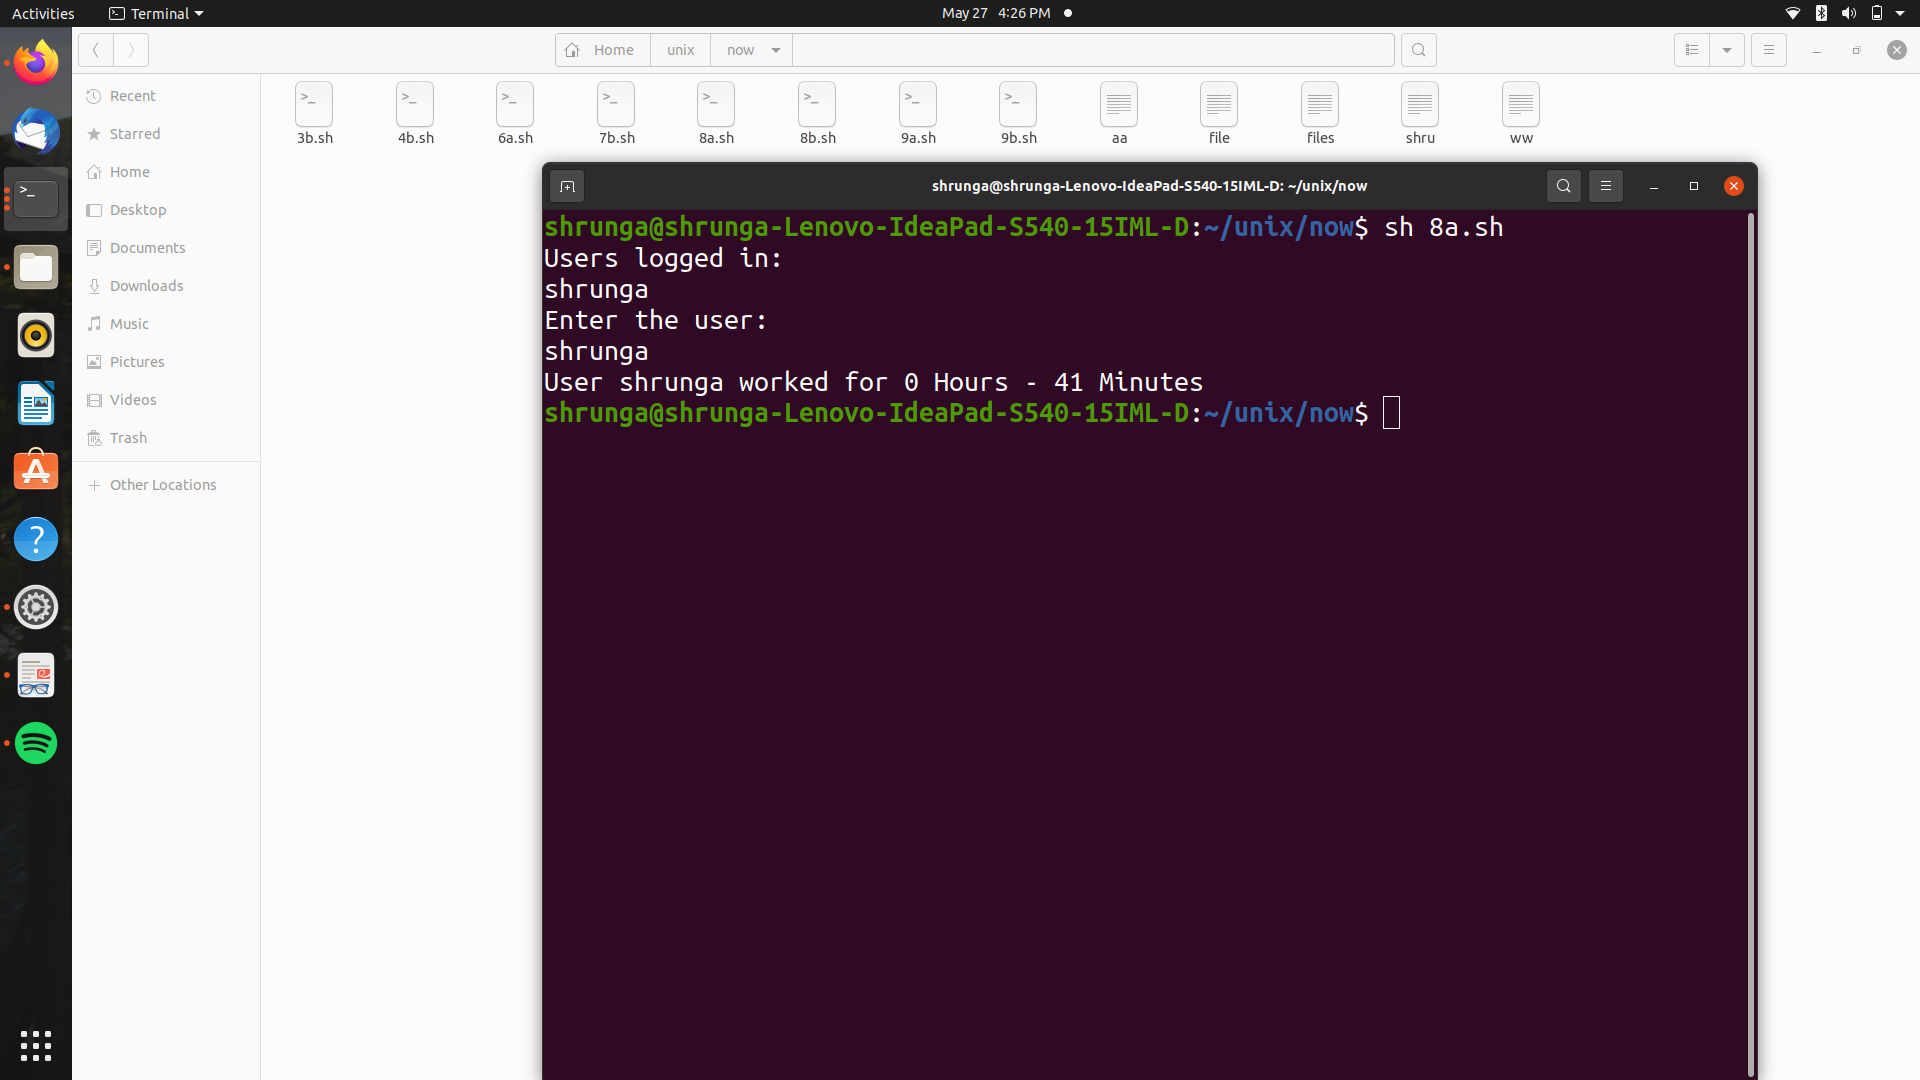 Activities
Terminal
May 27 4:26 PM
Home
unix
now
Recent
Starred
Home
Desktop
Documents
Downloads
Music
Pictures
Videos
Trash
Other Locations
3b.sh
4b.sh
6a.sh
7b.sh
8a.sh
8b.sh
9a.sh
9b.sh
aa
file
files
shru
ww
shrunga@shrunga-Lenovo-IdeaPad-S540-15IML-D: ~/unix/now
shrunga@shrunga-Lenovo-IdeaPad-S540-15IML-D:~/unix/now$ sh 8a.sh
Users logged in:
shrunga
Enter the user:
shrunga
User shrunga worked for 0 Hours - 41 Minutes
shrunga@shrunga-Lenovo-IdeaPad-S540-15IML-D:~/unix/now$